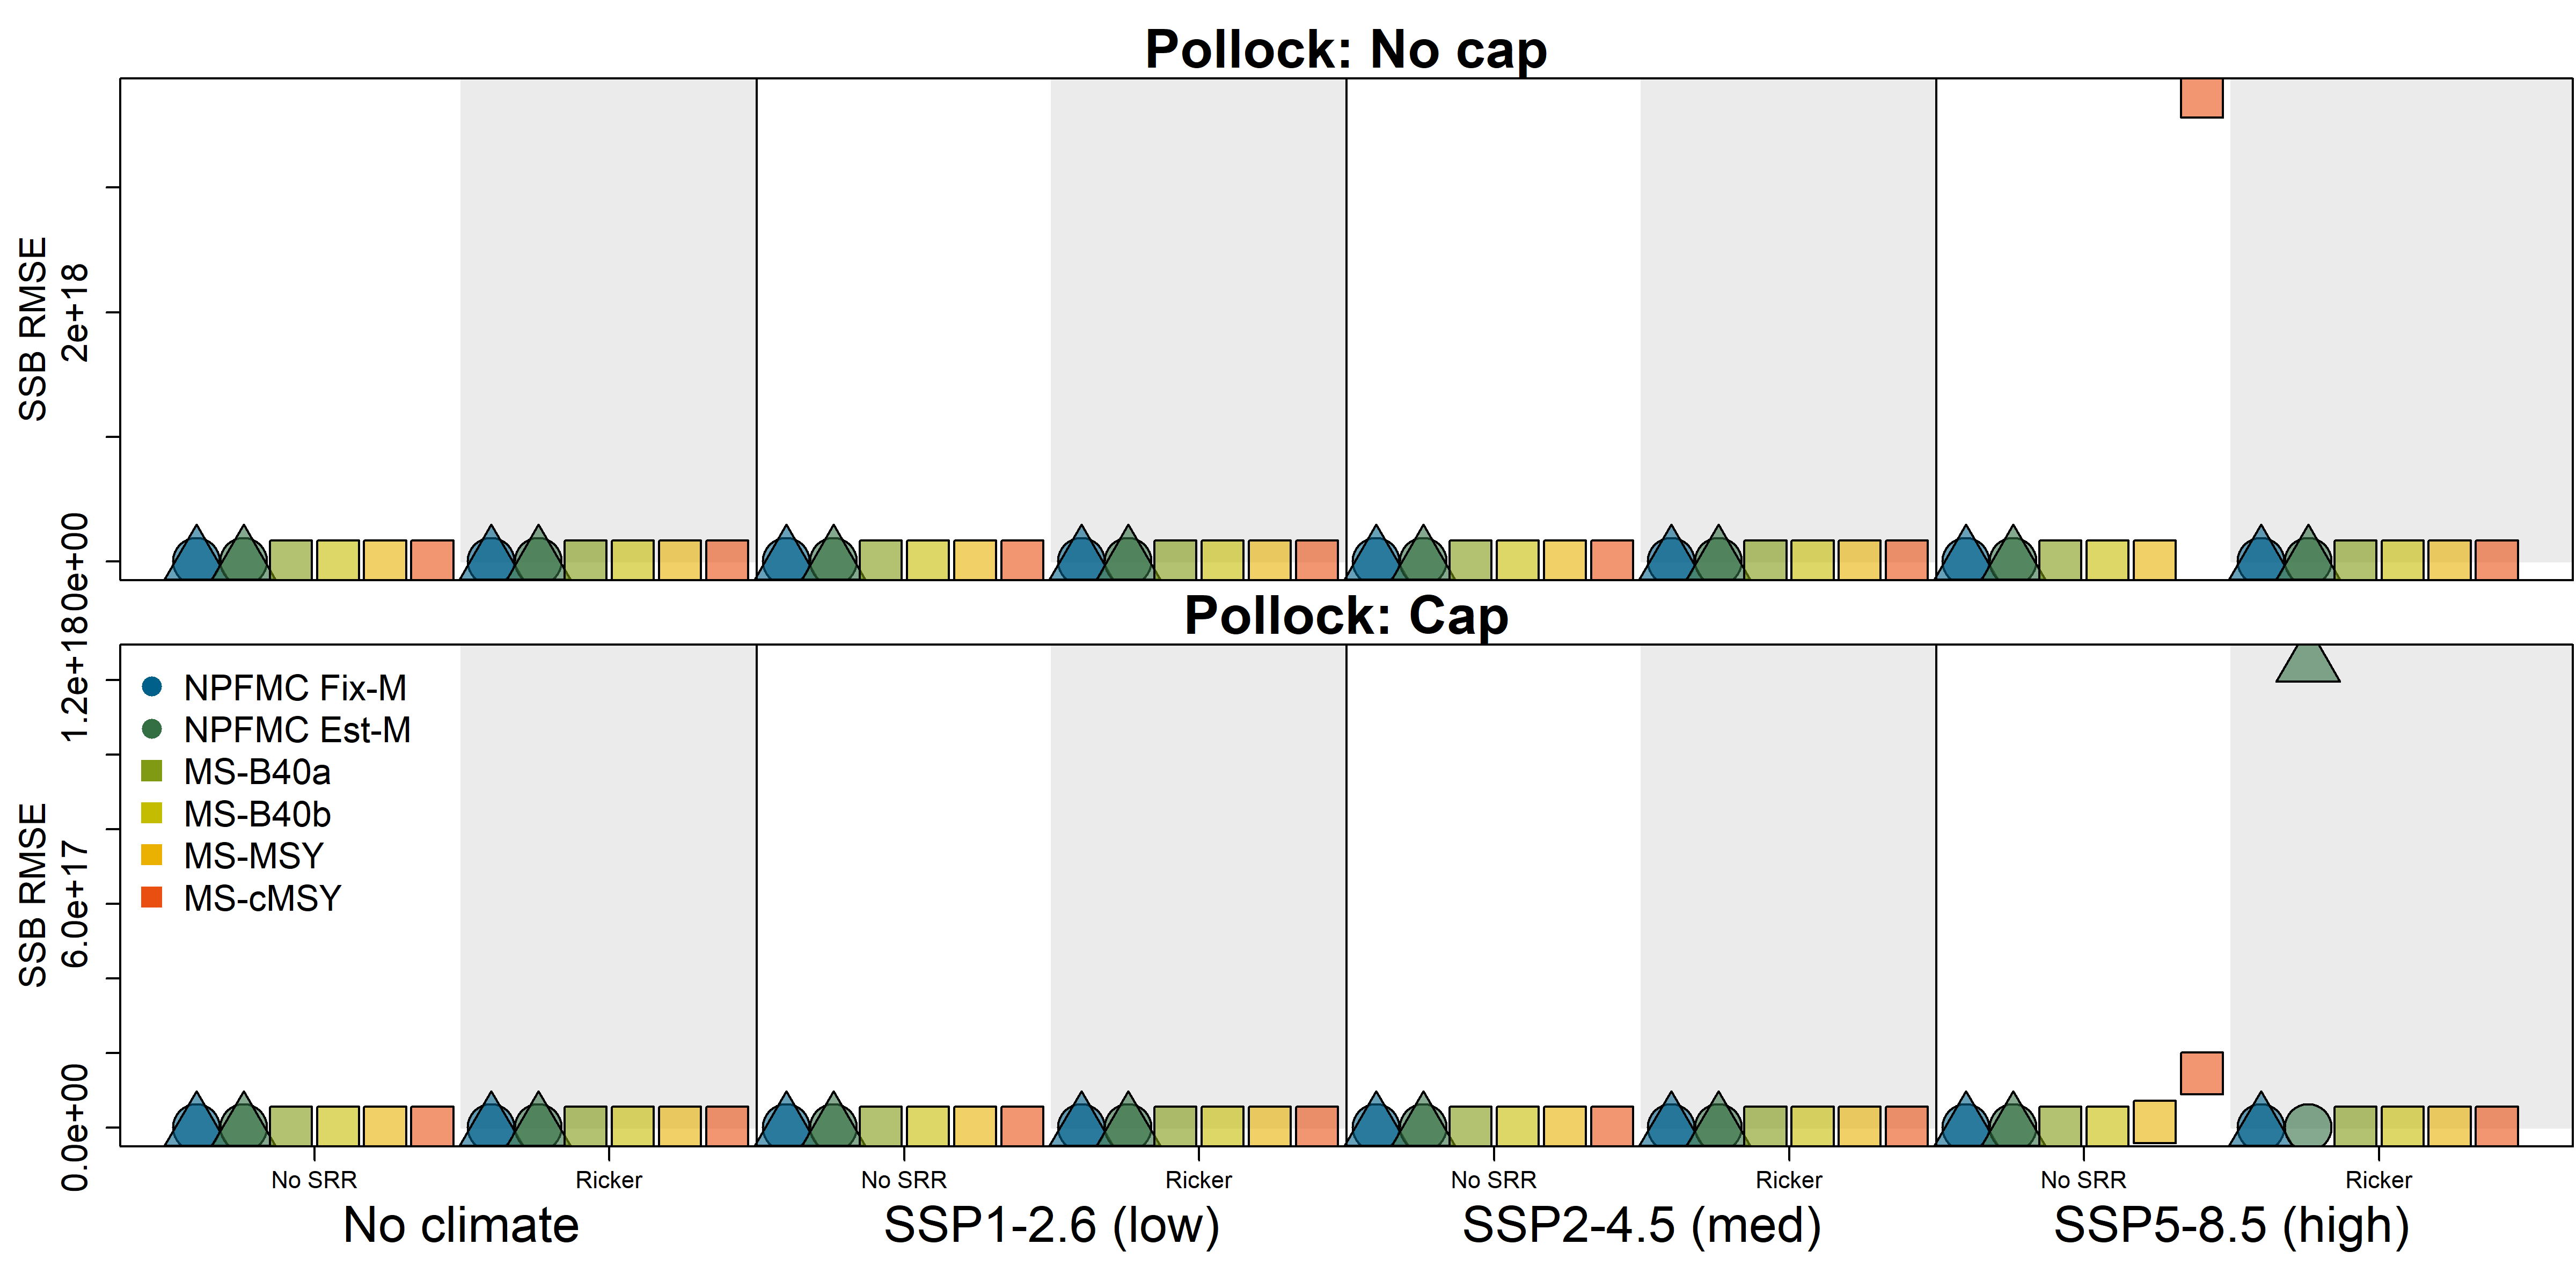 Pollock: No cap
SSB RMSE
2e+18
0e+00
Pollock: Cap
SSB RMSE
1.2e+18
6.0e+17
0.0e+00
NPFMC Fix-M
NPFMC Est-M
MS-B40a
MS-B40b
MS-MSY
MS-cMSY
No SRR Ricker No SRR Ricker No SRR Ricker No SRR Ricker
No climate SSP1-2.6 (low) SSP2-4.5 (med) SSP5-8.5 (high)